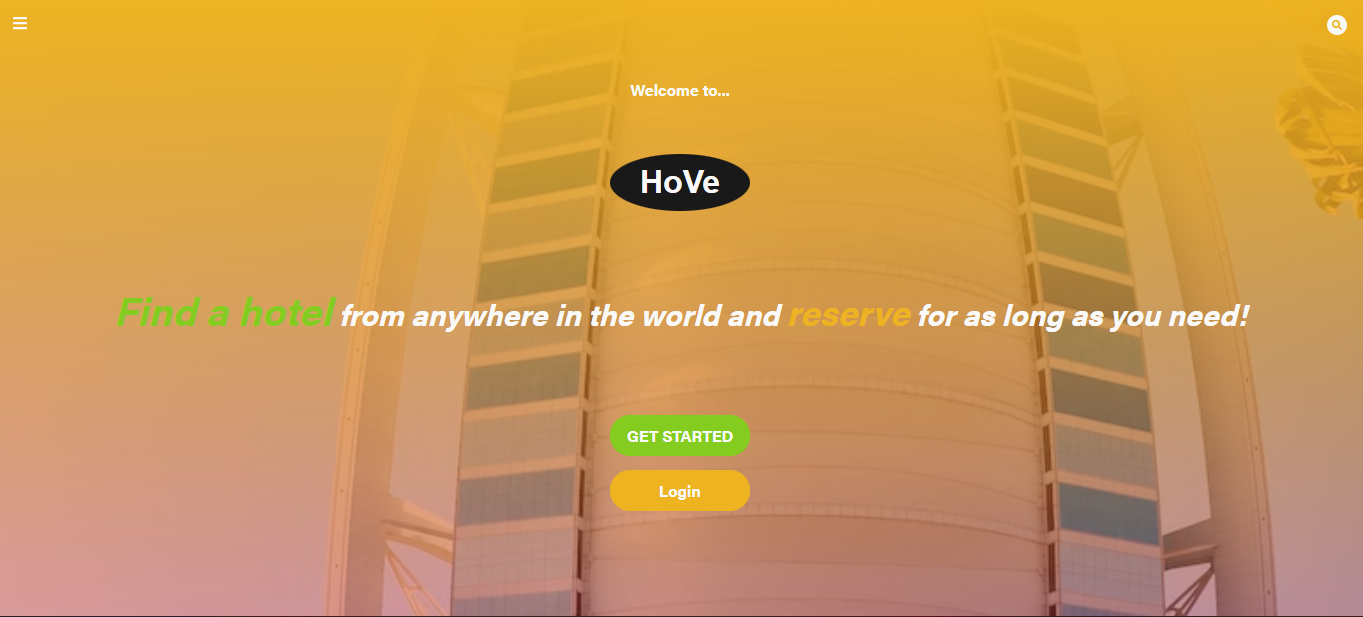 Welcome to...
HoVe
Find a hotel from anywhere in the world and reserve for as long as you need!
GET STARTED
Login